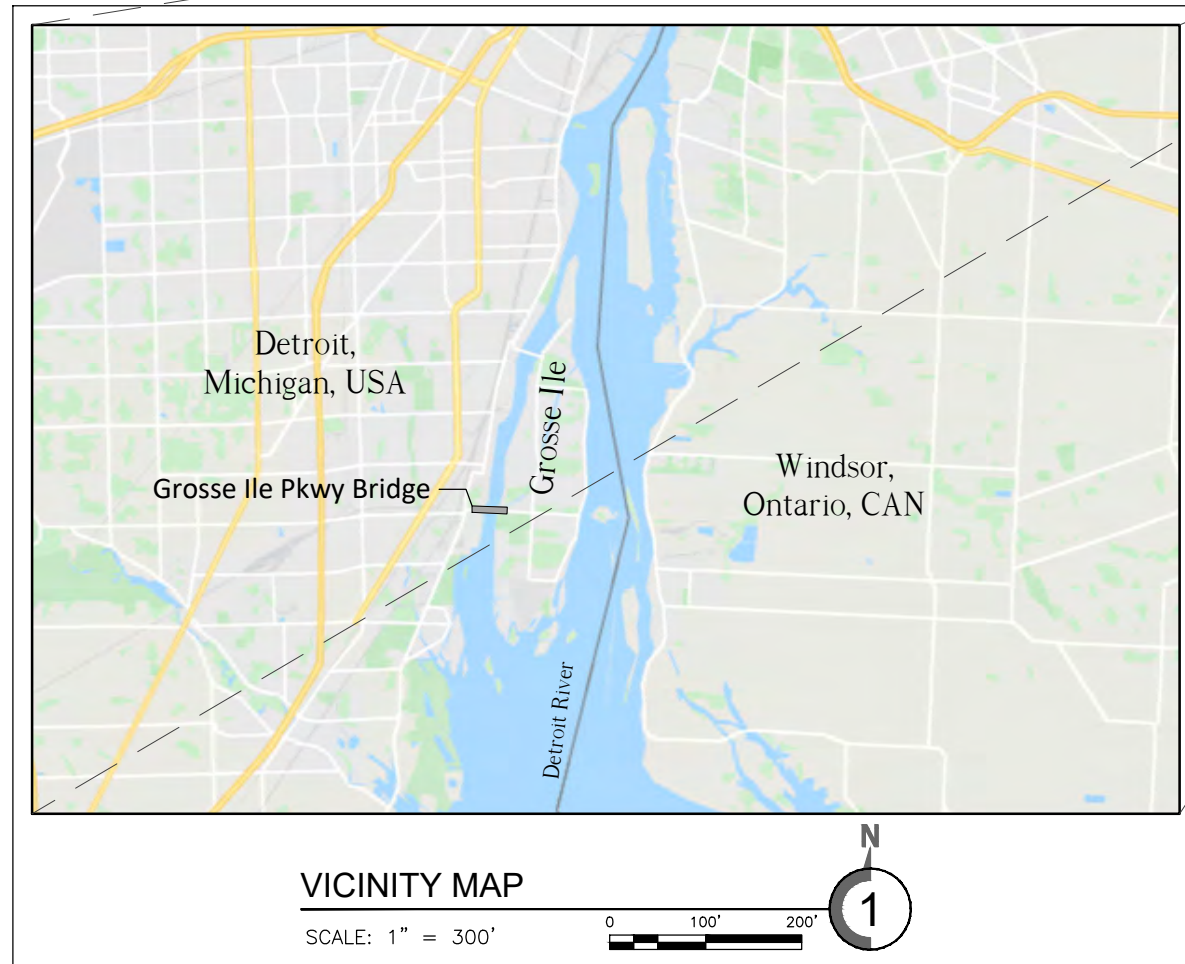 Detroit,
Michigan, USA
Grosse Ile
Grosse Ile Pkwy Bridge
Windsor,
Ontario, CAN
Detroit River
N
VICINITY MAP
1
SCALE: 1" = 300'
0 100' 200'